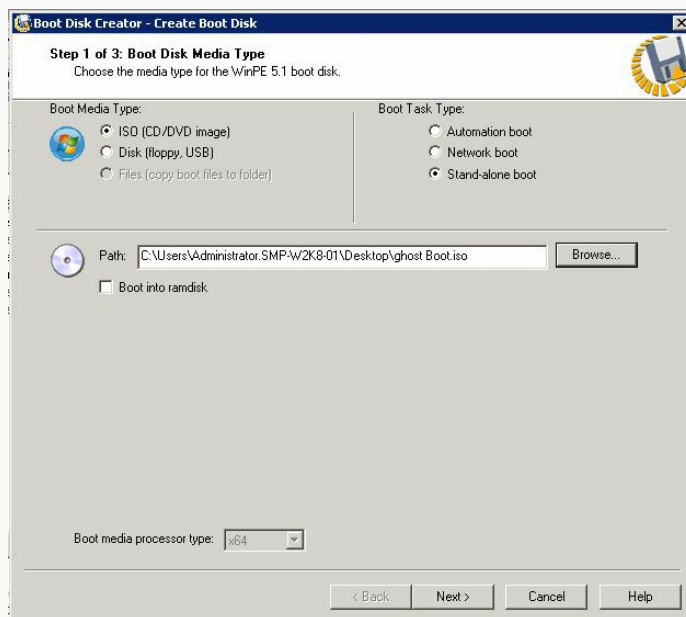 Boot Disk Creator - Create Boot Disk
Step 1 of 3: Boot Disk Media Type
Choose the media type for the WinPE 5.1 boot disk.
Boot Media Type:
ISO (CD/DVD image)
Disk (floppy, USB)
Files (copy boot files to folder)
Boot Task Type:
Automation boot
Network boot
Stand-alone boot
Path: C:\Users\Administrator.SMP-W2K8-01\Desktop\ghost Boot.iso Browse...
Boot into ramdisk
Boot media processor type: x64
< Back Next > Cancel Help